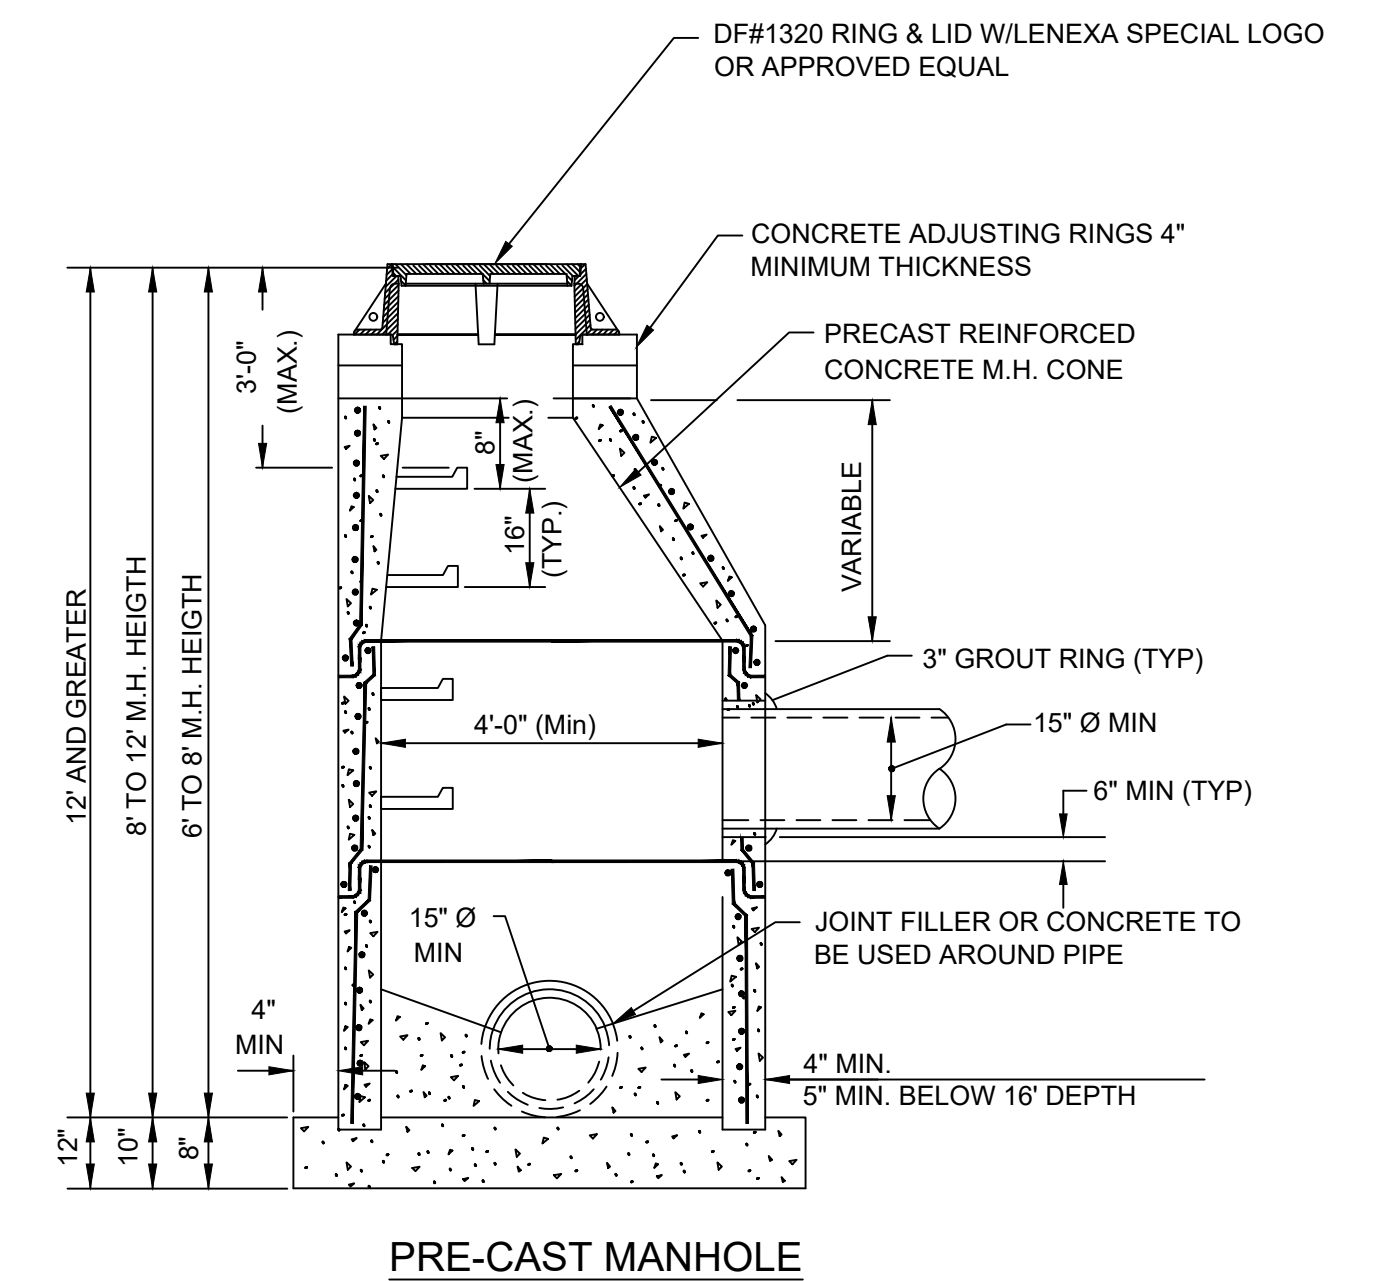 DF#1320 RING & LID W/LENEXA SPECIAL LOGO
OR APPROVED EQUAL
CONCRETE ADJUSTING RINGS 4"
MINIMUM THICKNESS
PRECAST REINFORCED
CONCRETE M.H. CONE
3'-0"
(MAX.)
8"
(MAX.)
16"
(TYP.)
VARIABLE
12' AND GREATER
8' TO 12' M.H. HEIGTH
6' TO 8' M.H. HEIGTH
3" GROUT RING (TYP)
4'-0" (Min)
15" Ø MIN
6" MIN (TYP)
15" Ø
MIN
JOINT FILLER OR CONCRETE TO
BE USED AROUND PIPE
4"
MIN
4" MIN.
5" MIN. BELOW 16' DEPTH
12"
10"
8"
PRE-CAST MANHOLE